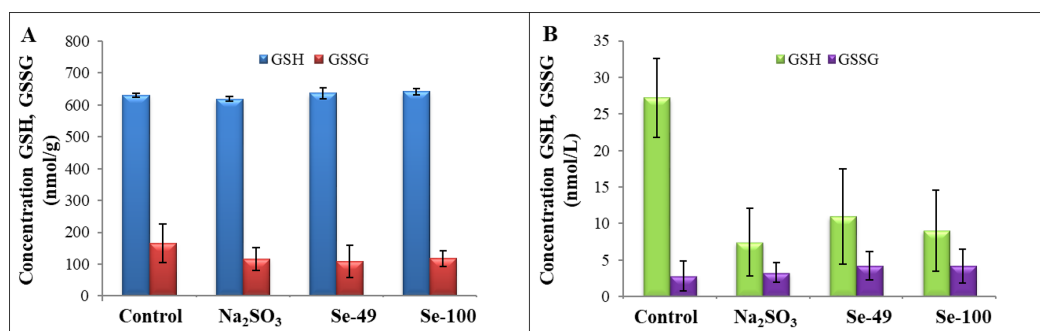 A
Concentration GSH, GSSG
(nmol/g)
800
700
600
500
400
300
200
100
0
GSH
GSSG
Control
Na₂SO₃
Se-49
Se-100
B
Concentration GSH, GSSG
(nmol/L)
35
30
25
20
15
10
5
0
GSH
GSSG
Control
Na₂SO₃
Se-49
Se-100